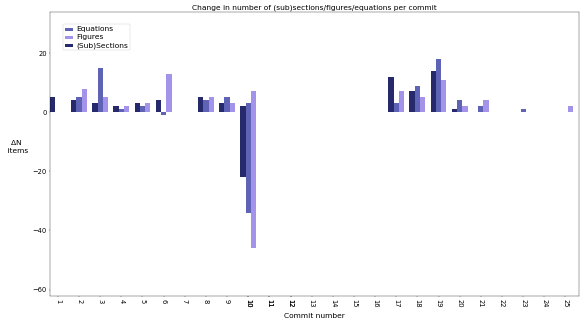 Change in number of (sub)sections/figures/equations per commit
Equations
Figures
(Sub)Sections
20
0
−20
−40
−60
ΔN
items
1 2 3 4 5 6 7 8 9 10 11 12 13 14 15 16 17 18 19 20 21 22 23 24 25
Commit number